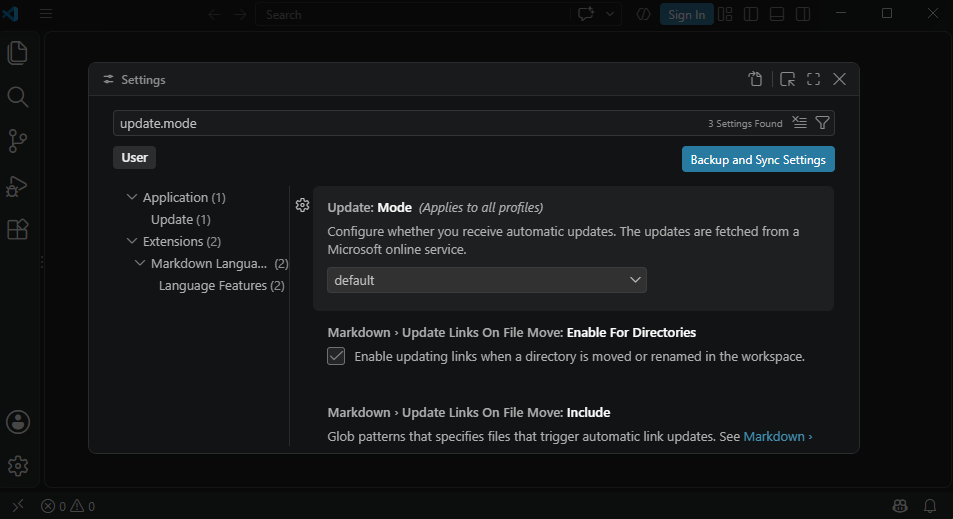 Search
Sign In
Settings
update.mode
3 Settings Found
User
Backup and Sync Settings
Application (1)
Update (1)
Extensions (2)
Markdown Langua... (2)
Language Features (2)
Update: Mode (Applies to all profiles)
Configure whether you receive automatic updates. The updates are fetched from a
Microsoft online service.
default
Markdown › Update Links On File Move: Enable For Directories
Enable updating links when a directory is moved or renamed in the workspace.
Markdown › Update Links On File Move: Include
Glob patterns that specifies files that trigger automatic link updates. See Markdown ›
0 0